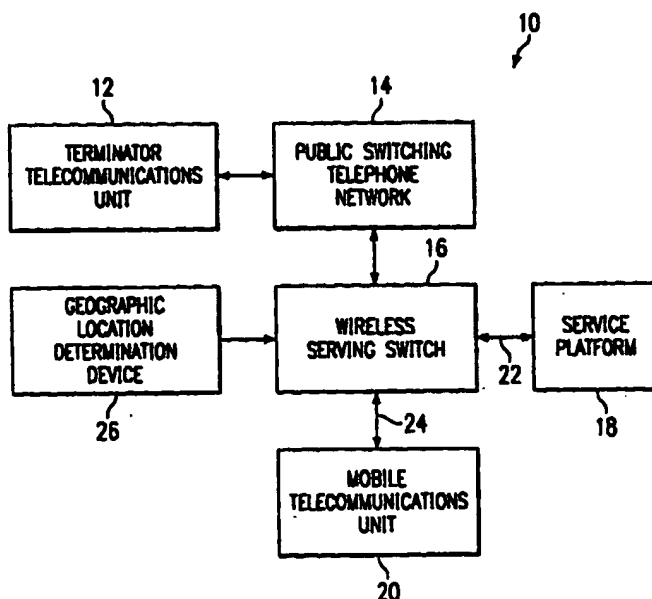 10
12
14
TERMINATOR
TELECOMMUNICATIONS
UNIT
PUBLIC SWITCHING
TELEPHONE
NETWORK
16
GEOGRAPHIC
LOCATION
DETERMINATION
DEVICE
WIRELESS
SERVING SWITCH
SERVICE
PLATFORM
22
26
24
18
MOBILE
TELECOMMUNICATIONS
UNIT
20